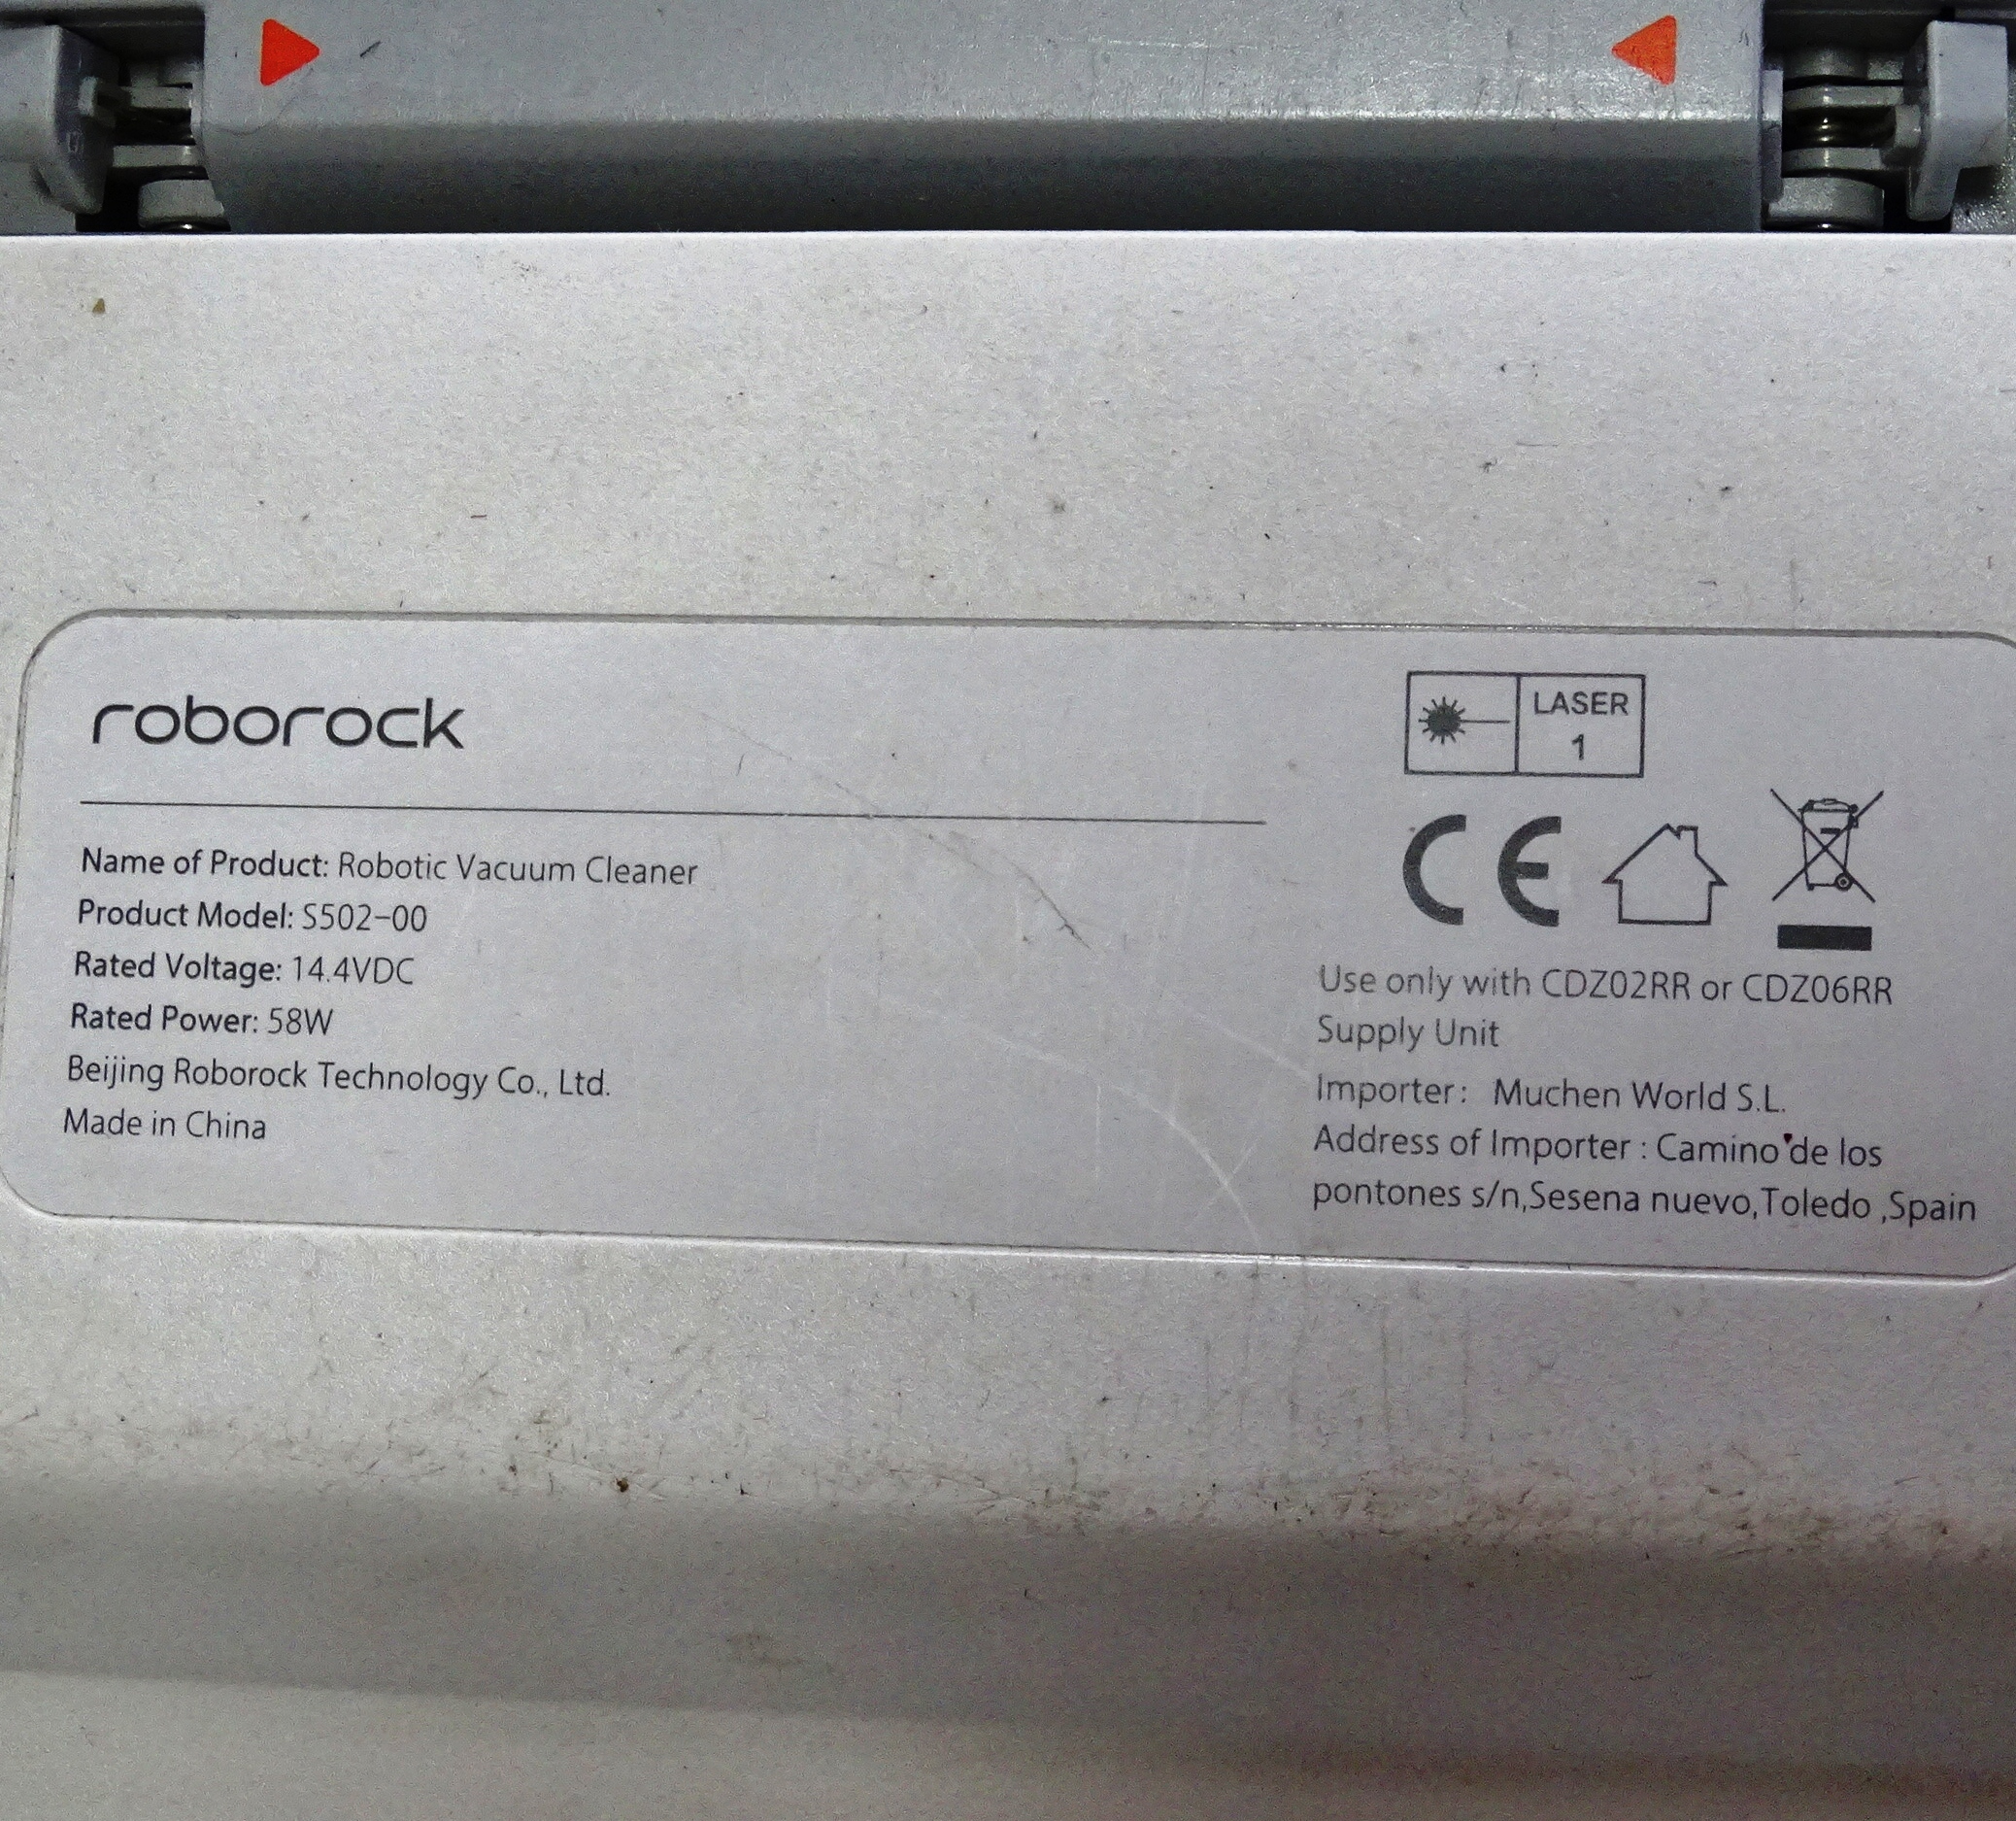 roborock
Name of Product: Robotic Vacuum Cleaner
Product Model: S502-00
Rated Voltage: 14.4VDC
Rated Power: 58W
Beijing Roborock Technology Co., Ltd.
Made in China
LASER
1
CE
Use only with CDZ02RR or CDZ06RR
Supply Unit
Importer: Muchen World S.L.
Address of Importer : Camino de los
pontones s/n,Sesena nuevo,Toledo ,Spain